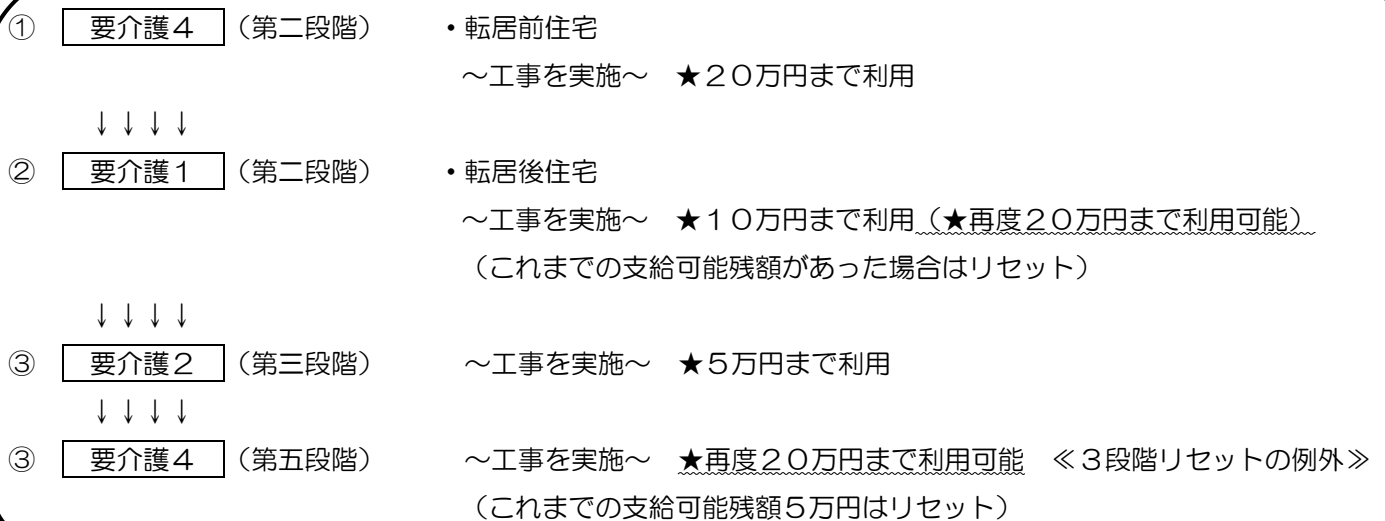 ① 要介護4 (第二段階) ・転居前住宅
~工事を実施~ ★20万円まで利用
↓↓↓↓
② 要介護1 (第二段階) ・転居後住宅
~工事を実施~ ★10万円まで利用(★再度20万円まで利用可能)
(これまでの支給可能残額があった場合はリセット)
↓↓↓↓
③ 要介護2 (第三段階) ~工事を実施~ ★5万円まで利用
↓↓↓↓
③ 要介護4 (第五段階) ~工事を実施~ ★再度20万円まで利用可能 ≪3段階リセットの例外≫
(これまでの支給可能残額5万円はリセット)